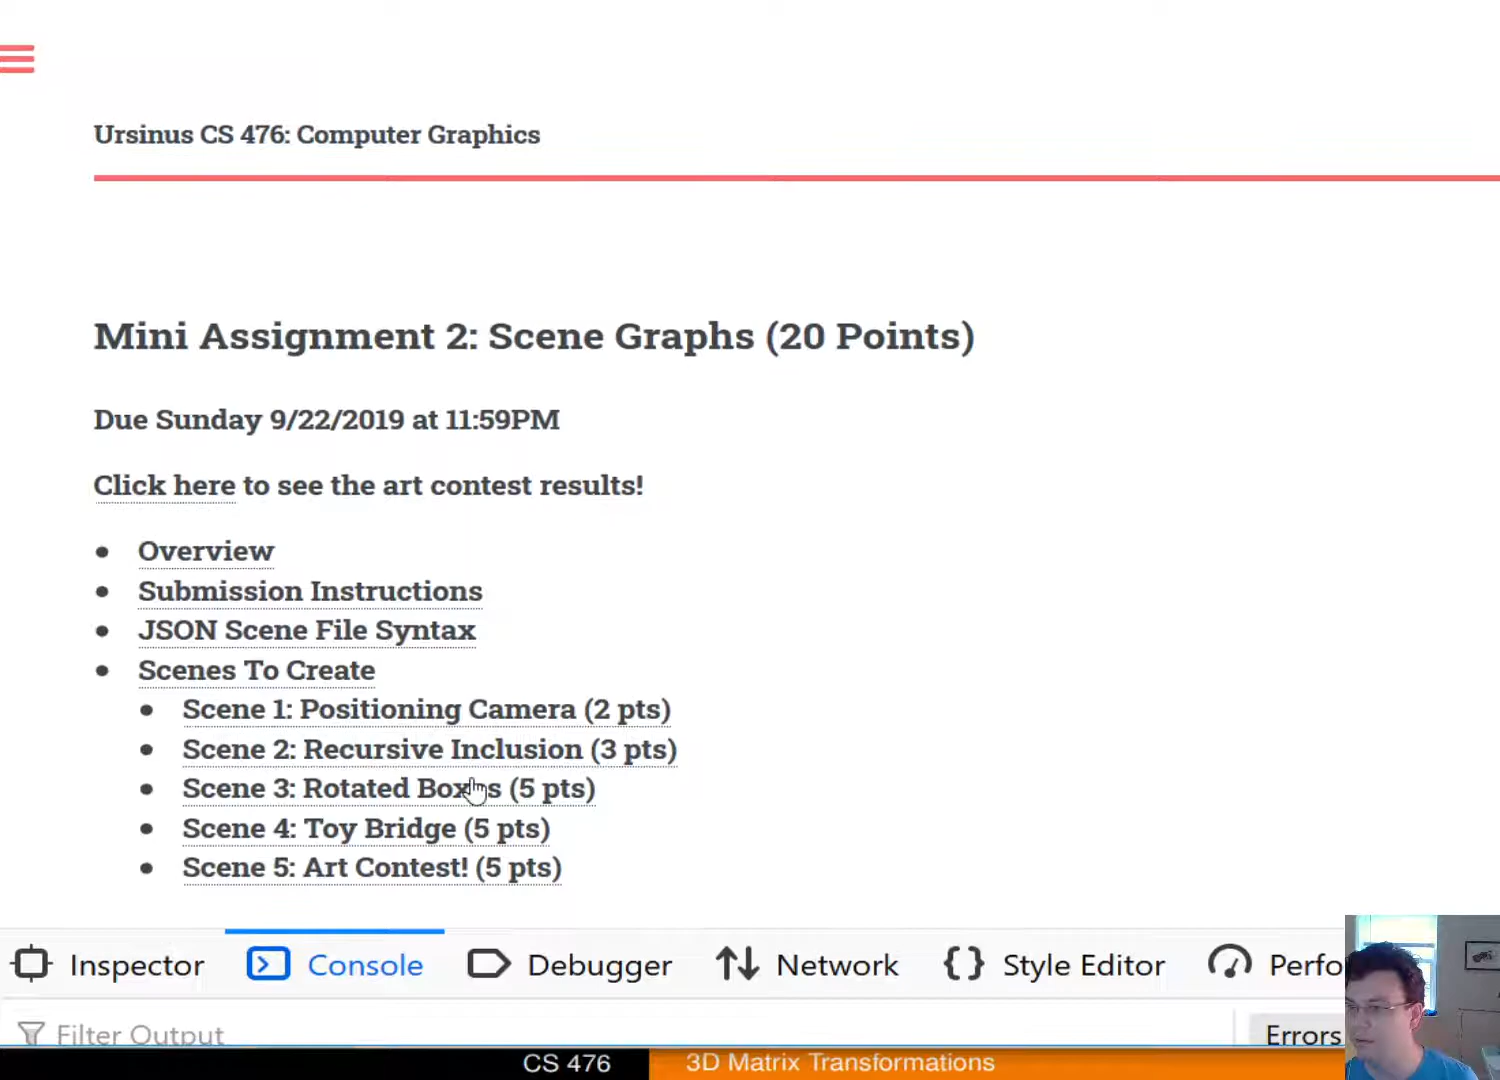 Ursinus CS 476: Computer Graphics
Mini Assignment 2: Scene Graphs (20 Points)
Due Sunday 9/22/2019 at 11:59PM
Click here to see the art contest results!
Overview
Submission Instructions
JSON Scene File Syntax
Scenes To Create
Scene 1: Positioning Camera (2 pts)
Scene 2: Recursive Inclusion (3 pts)
Scene 3: Rotated Boxes (5 pts)
Scene 4: Toy Bridge (5 pts)
Scene 5: Art Contest! (5 pts)
Inspector Console Debugger Network Style Editor Perfo
Filter Output Errors
CS 476 3D Matrix Transformations